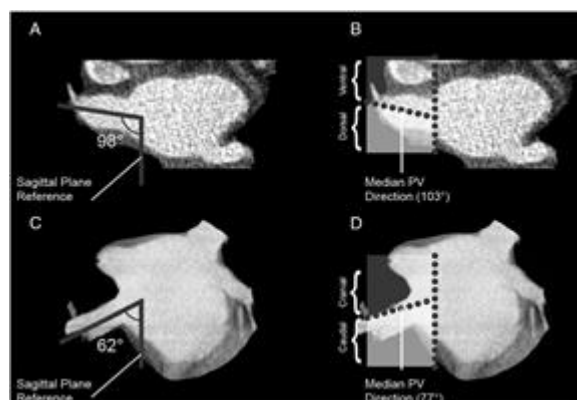 A
B
98°
Ventral
Dorsal
Sagittal Plane
Reference
Median PV
Direction (103°)
C
D
62°
Cranial
Caudal
Sagittal Plane
Reference
Median PV
Direction (77°)